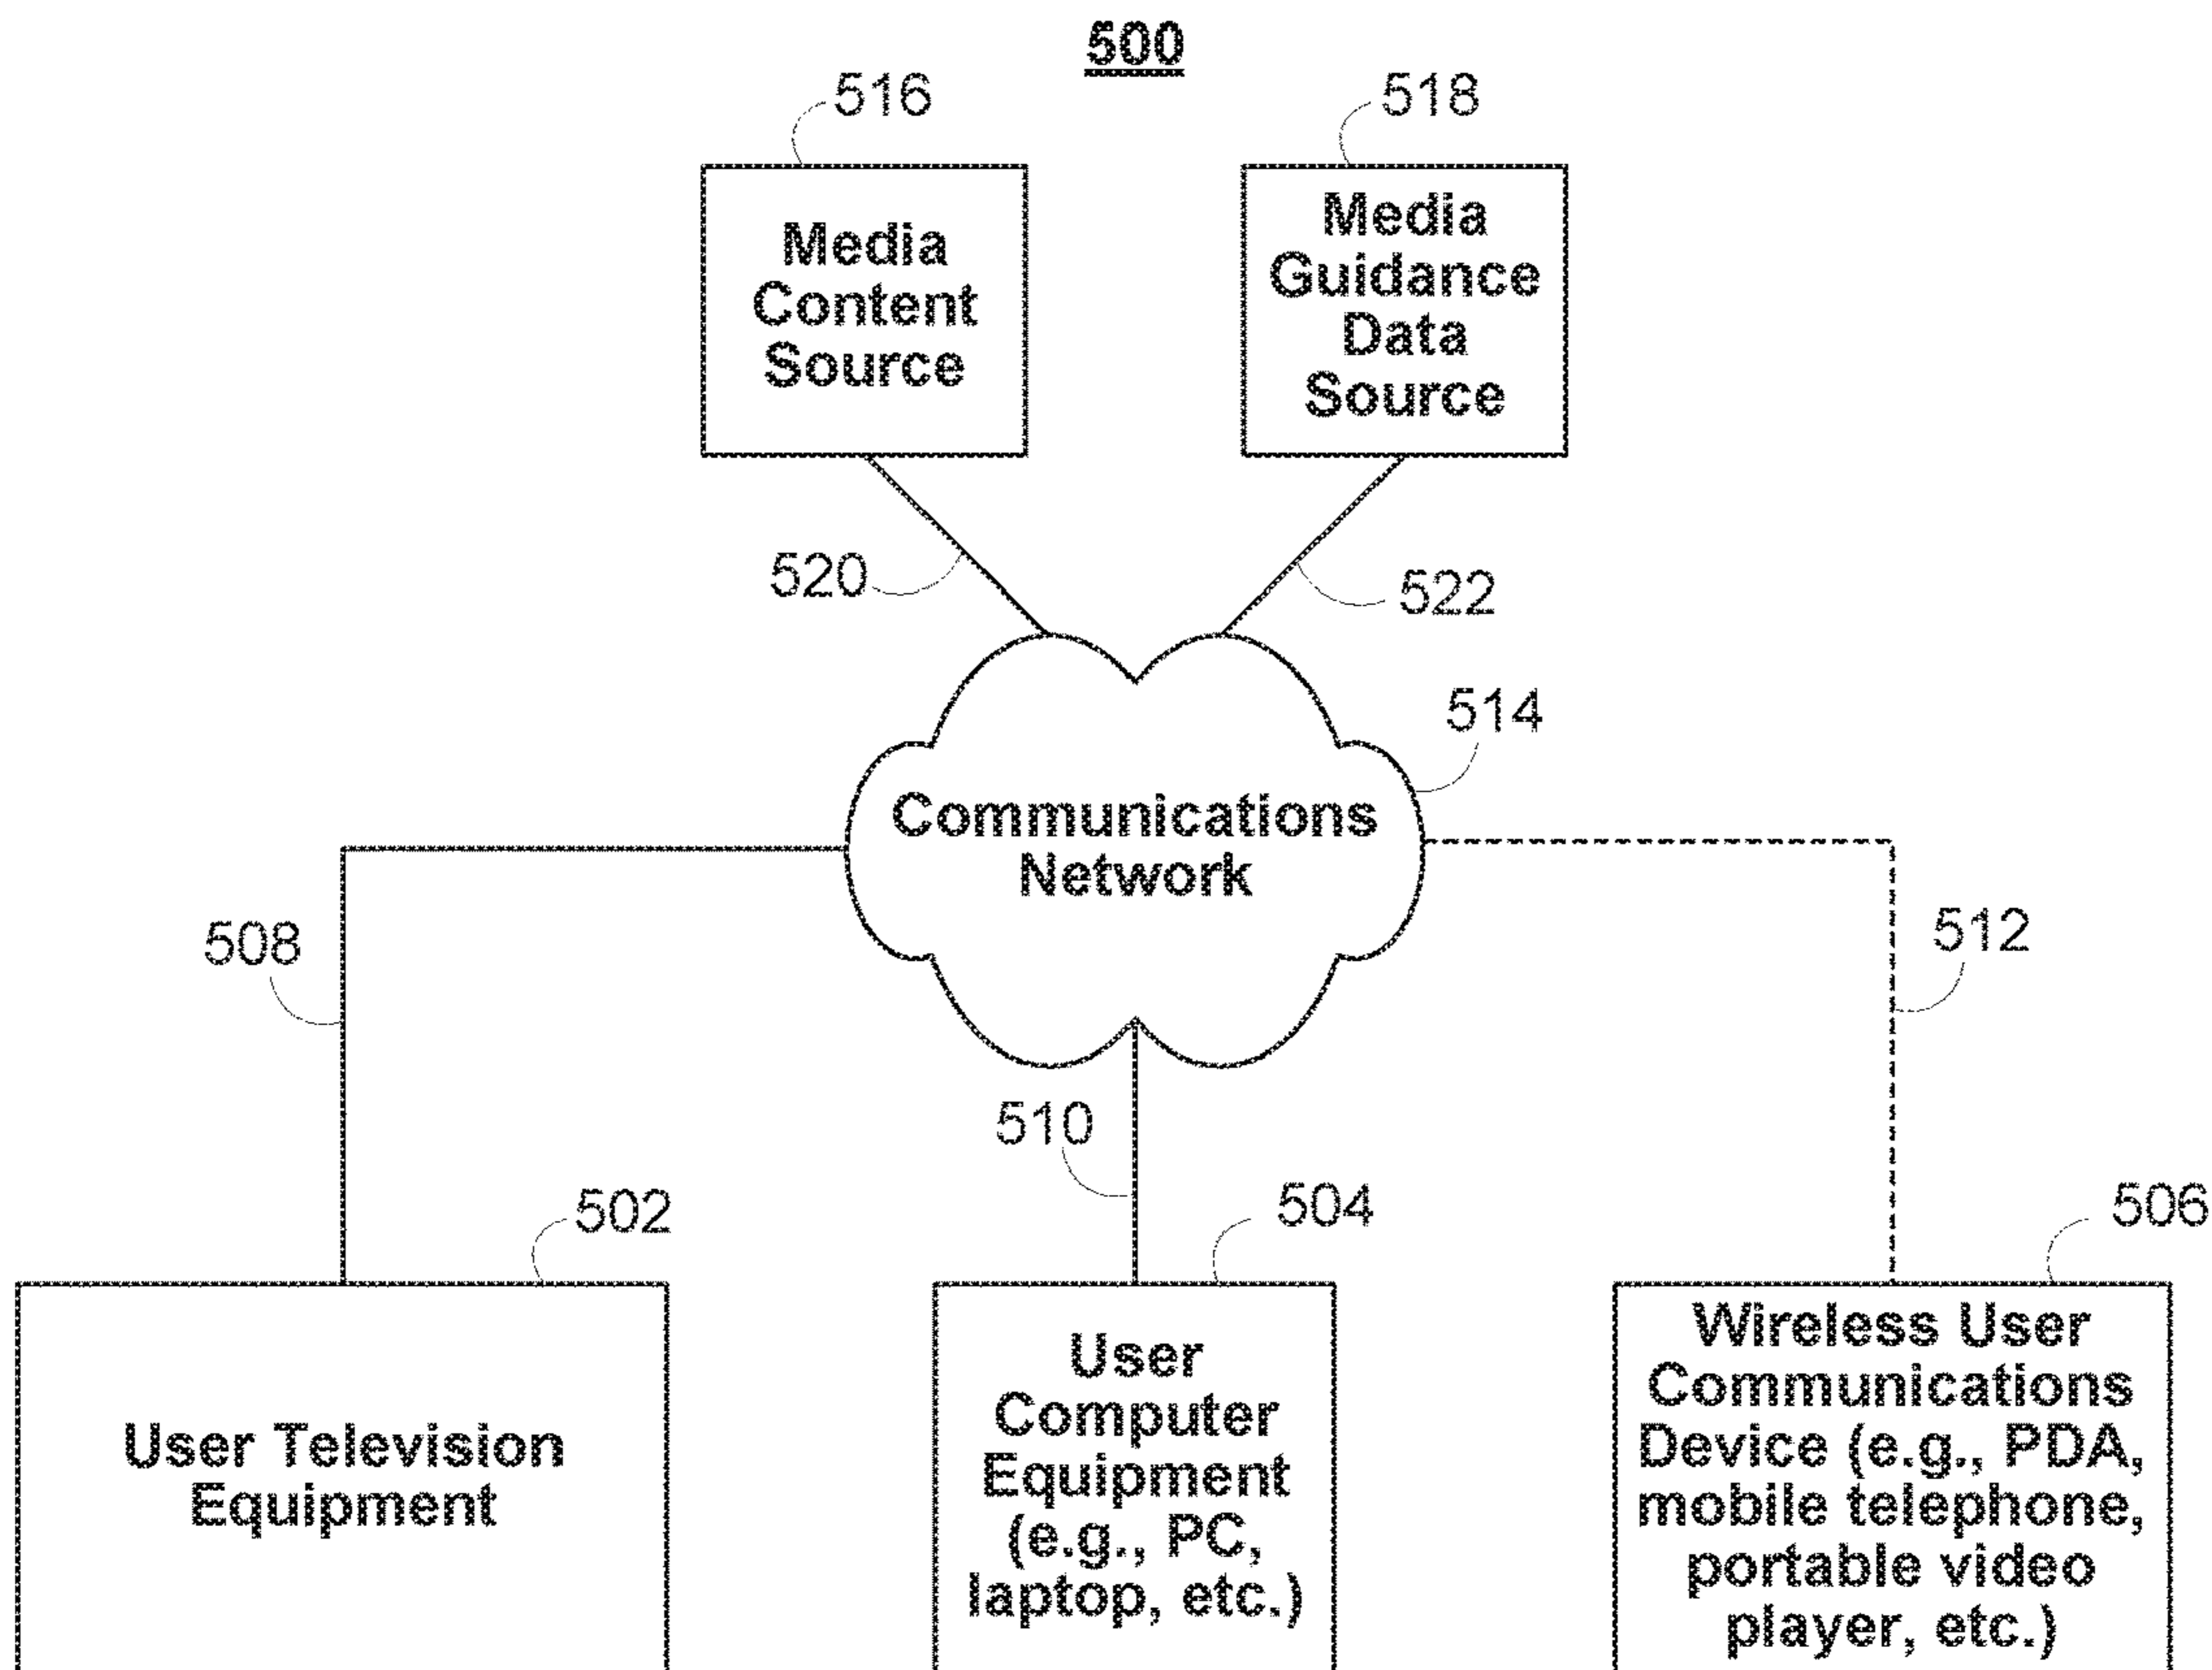 500
516
518
Media
Content
Source
Media
Guidance
Data
Source
520
522
514
Communications
Network
508
512
510
502
504
506
User Television
Equipment
User
Computer
Equipment
(e.g., PC,
laptop, etc.)
Wireless User
Communications
Device (e.g., PDA,
mobile telephone,
portable video
player, etc.)